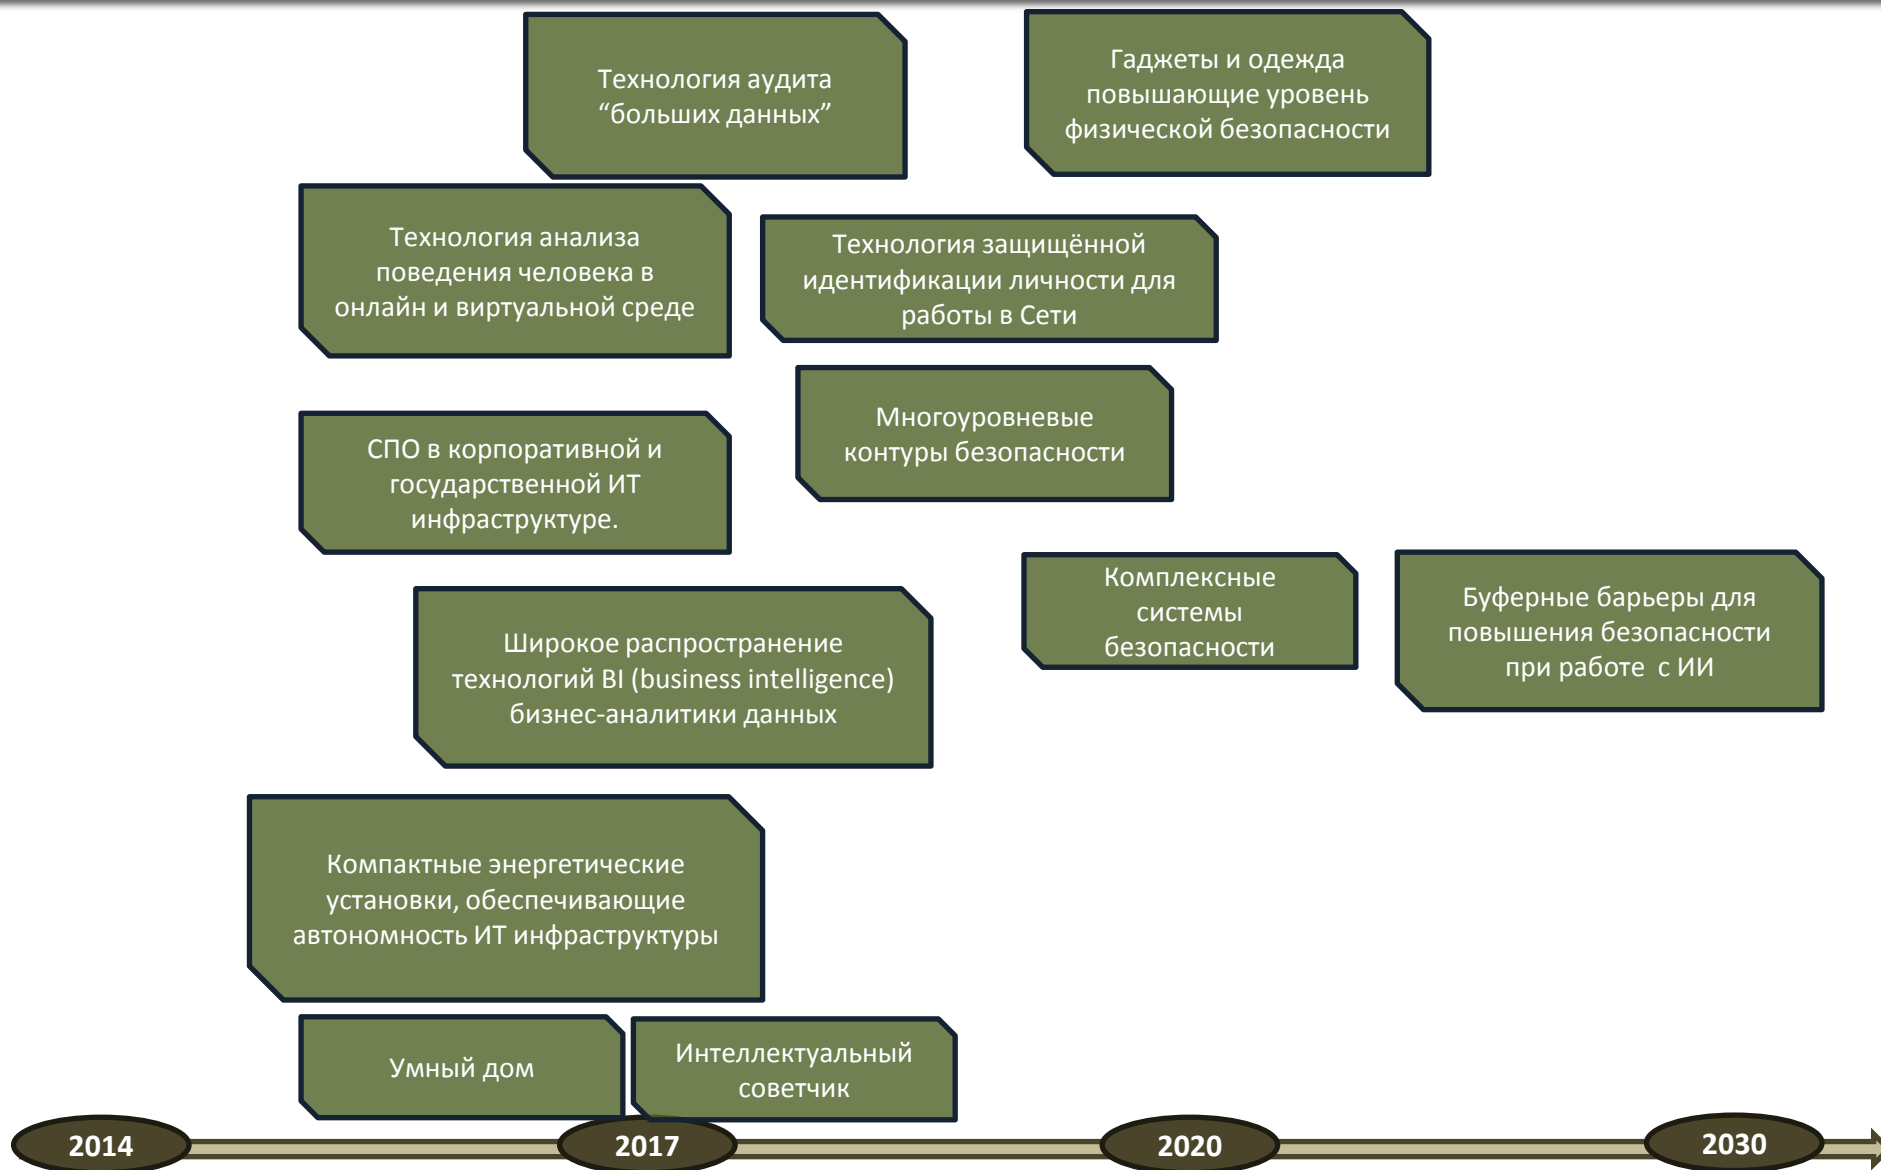 Технология аудита
“больших данных”
Гаджеты и одежда
повышающие уровень
физической безопасности
Технология анализа
поведения человека в
онлайн и виртуальной среде
Технология защищённой
идентификации личности для
работы в Сети
Многоуровневые
контуры безопасности
СПО в корпоративной и
государственной ИТ
инфраструктуре.
Комплексные
системы
безопасности
Буферные барьеры для
повышения безопасности
при работе  с ИИ
Широкое распространение
технологий BI (business intelligence)
бизнес-аналитики данных
Компактные энергетические
установки, обеспечивающие
автономность ИТ инфраструктуры
Умный дом
Интеллектуальный
советчик
2014
2017
2020
2030